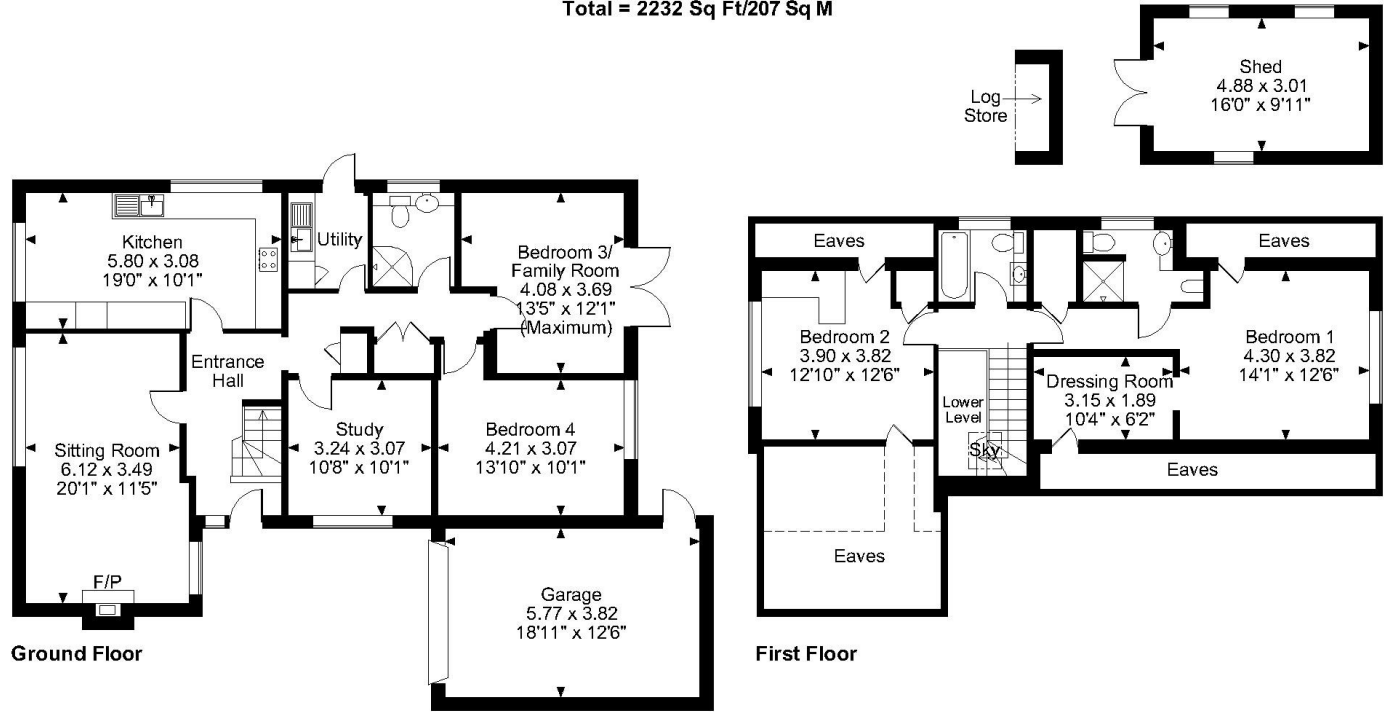 Total = 2232 Sq Ft/207 Sq M
Shed
4.88 x 3.01
16'0" x 9'11"
Log
Store
Kitchen
5.80 x 3.08
19'0" x 10'1"
Utility
Bedroom 3/
Family Room
4.08 x 3.69
13'5" x 12'1"
(Maximum)
Entrance
Hall
Sitting Room
6.12 x 3.49
20'1" x 11'5"
Study
3.24 x 3.07
10'8" x 10'1"
Bedroom 4
4.21 x 3.07
13'10" x 10'1"
F/P
Garage
5.77 x 3.82
18'11" x 12'6"
Ground Floor
Eaves
Eaves
Bedroom 2
3.90 x 3.82
12'10" x 12'6"
Bedroom 1
4.30 x 3.82
14'1" x 12'6"
Dressing Room
3.15 x 1.89
10'4" x 6'2"
Lower
Level
Sky
Eaves
Eaves
First Floor